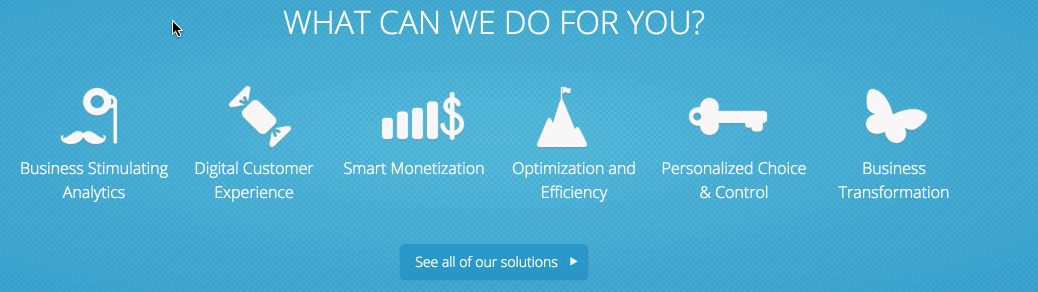 WHAT CAN WE DO FOR YOU?
Business Stimulating
Analytics
Digital Customer
Experience
Smart Monetization
Optimization and
Efficiency
Personalized Choice
& Control
Business
Transformation
See all of our solutions